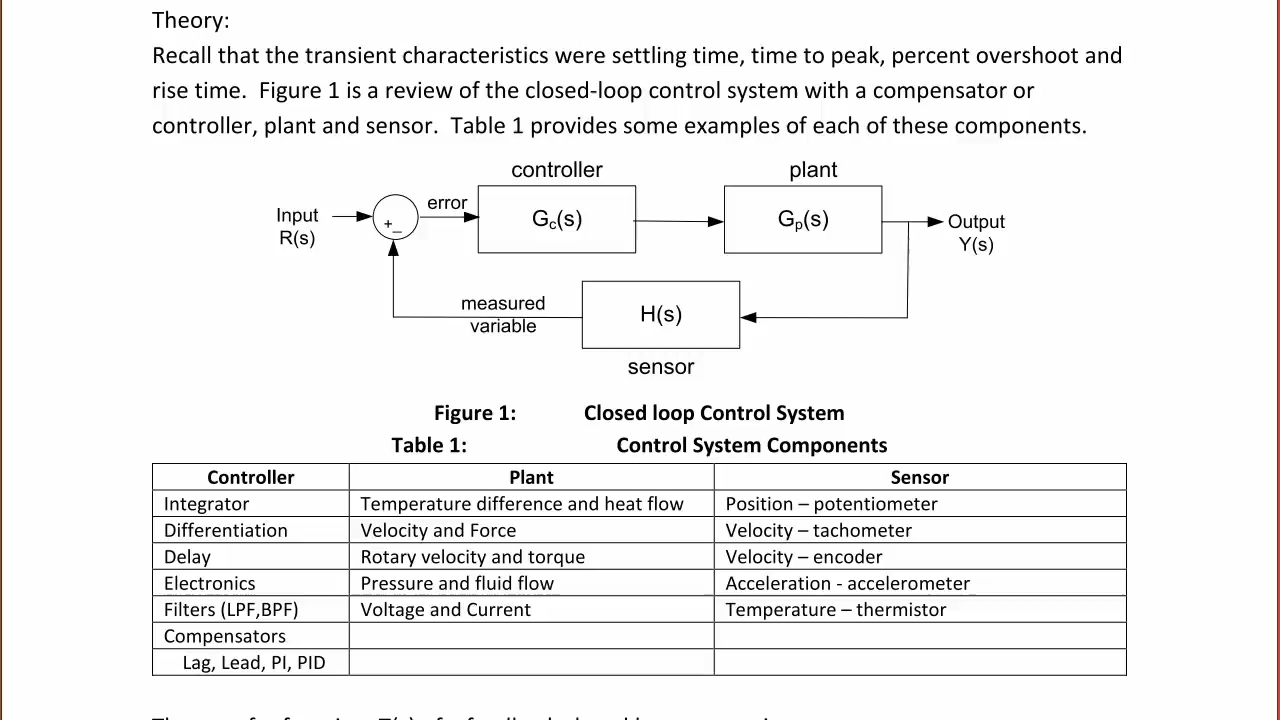 Theory:
Recall that the transient characteristics were settling time, time to peak, percent overshoot and
rise time.  Figure 1 is a review of the closed-loop control system with a compensator or
controller, plant and sensor.  Table 1 provides some examples of each of these components.
controller plant
Input
R(s)
+_
error
Gc(s)
Gp(s)
Output
Y(s)
measured
variable
H(s)
sensor
Figure 1: Closed loop Control System
Table 1: Control System Components
Controller Plant Sensor
Integrator Temperature difference and heat flow Position – potentiometer
Differentiation Velocity and Force Velocity – tachometer
Delay Rotary velocity and torque Velocity – encoder
Electronics Pressure and fluid flow Acceleration - accelerometer
Filters (LPF,BPF) Voltage and Current Temperature – thermistor
Compensators
Lag, Lead, PI, PID